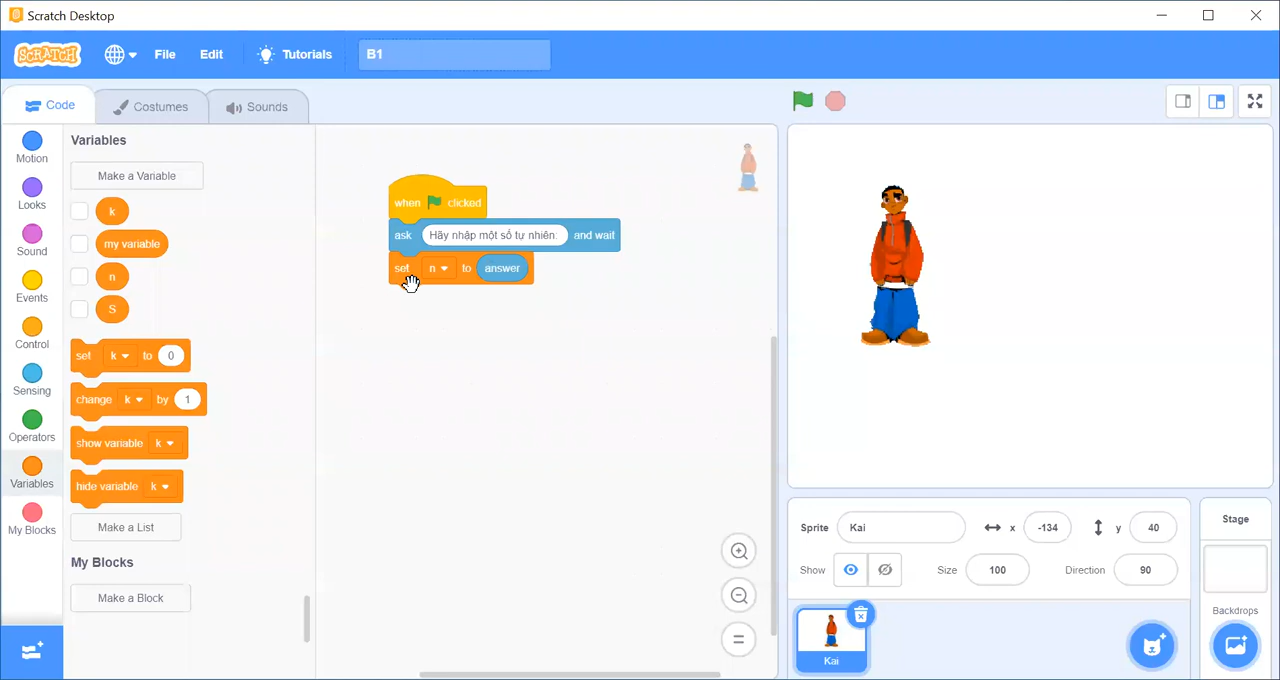 Scratch Desktop
SCRATCH
File
Edit
Tutorials
B1
Code
Costumes
Sounds
Motion
Looks
Sound
Events
Control
Sensing
Operators
Variables
My Blocks
Variables
Make a Variable
k
my variable
n
S
set k to 0
change k by 1
show variable k
hide variable k
Make a List
My Blocks
Make a Block
when clicked
ask Hãy nhập một số tự nhiên: and wait
set n to answer
Sprite Kai x -134 y 40
Show Size 100 Direction 90
Kai
Stage
Backdrops